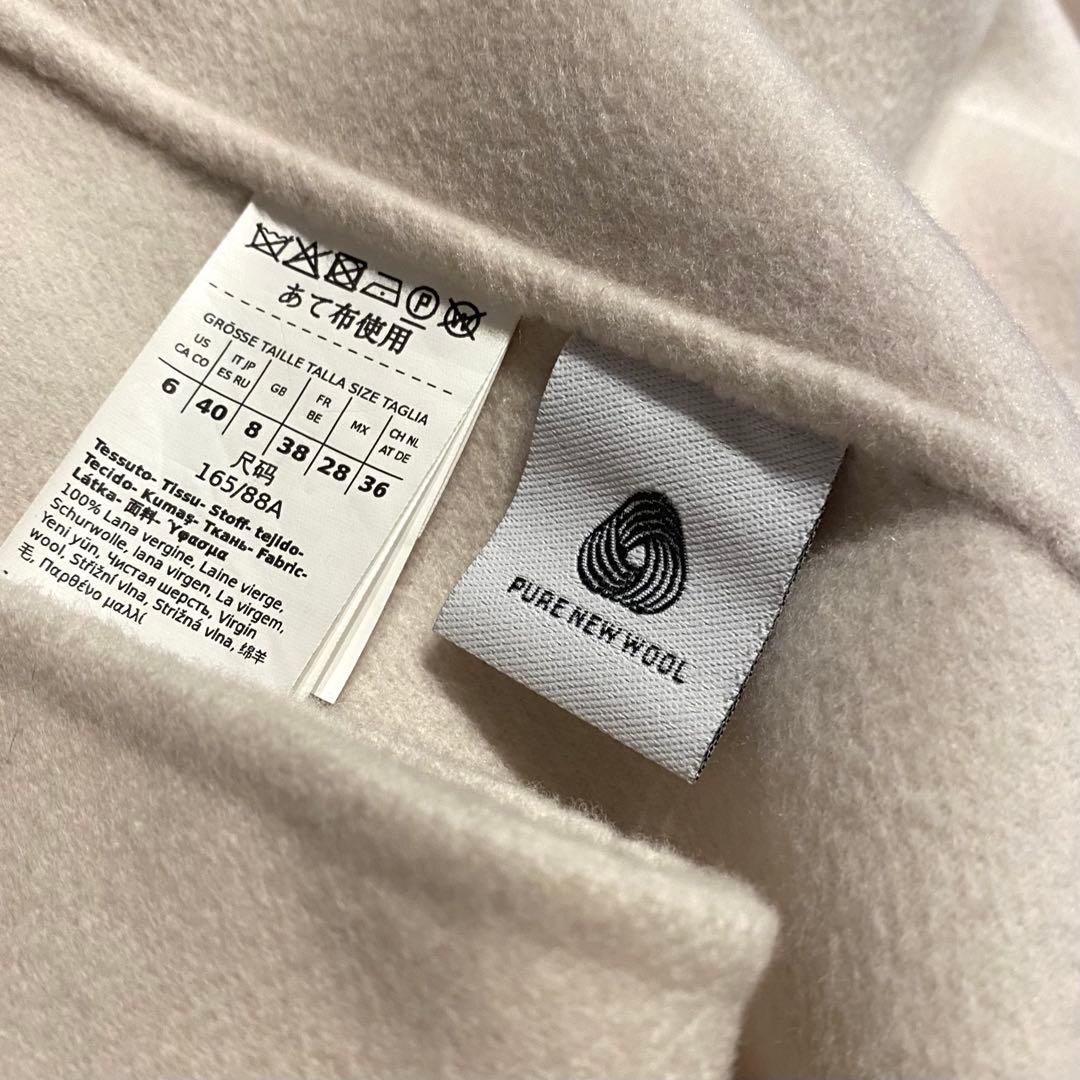 P W
あて布使用
GRÖSSE TAILLE TALLA SIZE TAGLIA
US CA CO IT JP ES RU GB FR BE MX CH NL AT DE
6 40 8 38 28 36
尺码
165/88A
Tessuto- Tissu- Stoff- tejido-
Tecido- Kumaş- Ткань- Fabric-
Látka- 面料- Ύφασμα
100% Lana vergine, Laine vierge,
Schurwolle, lana virgen, La virgem,
Yeni yün, Чистая шерсть, Virgin
wool, Střižní vlna, Strižná vlna, 绵羊
毛, Παρθένο μαλλί
PURE NEW WOOL